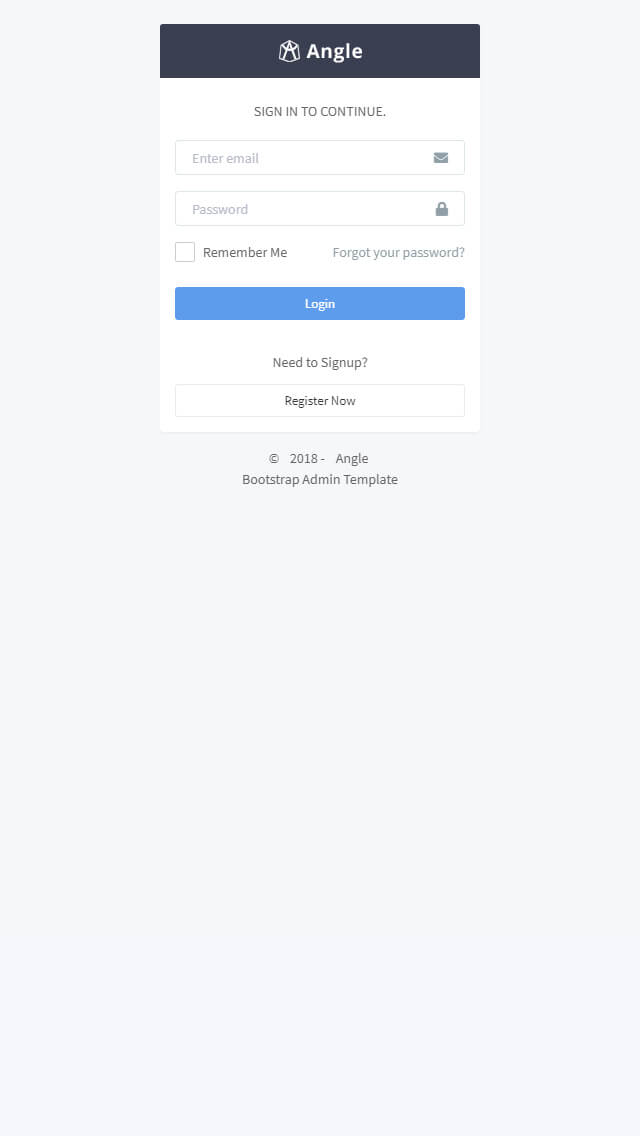 Angle
SIGN IN TO CONTINUE.
Enter email
Password
Remember Me Forgot your password?
Login
Need to Signup?
Register Now
© 2018 - Angle
Bootstrap Admin Template